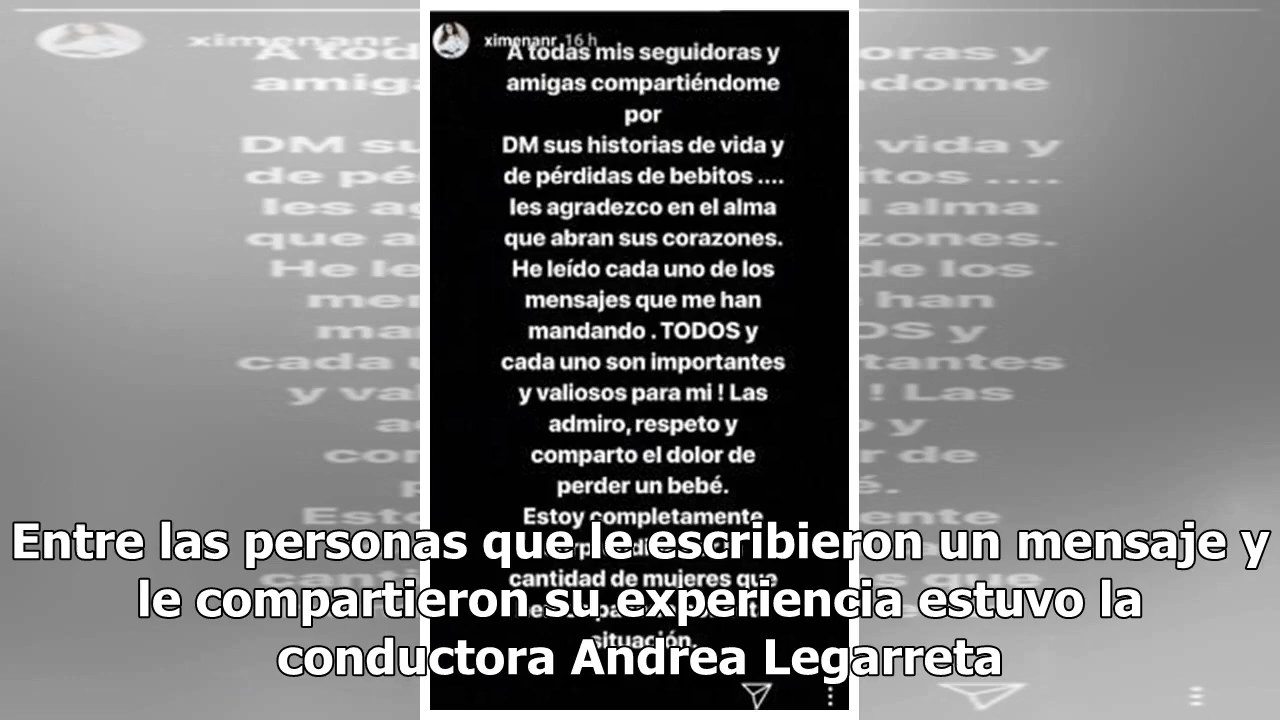 ximenanr 16 h
A todas mis seguidoras y
amigas compartiéndome
por
DM sus historias de vida y
de pérdidas de bebitos ....
les agradezco en el alma
que abran sus corazones.
He leído cada uno de los
mensajes que me han
mandando . TODOS y
cada uno son importantes
y valiosos para mi ! Las
admiro, respeto y
comparto el dolor de
perder un bebé.
Estoy completamente
cantidad de mujeres que
situación.
Entre las personas que le escribieron un mensaje y
le compartieron su experiencia estuvo la
conductora Andrea Legarreta